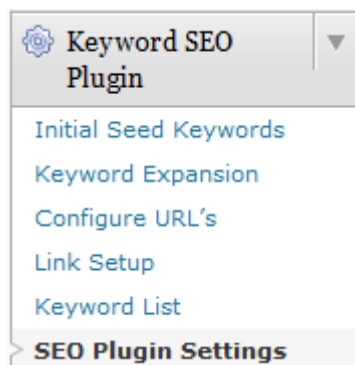 Keyword SEO
Plugin
Initial Seed Keywords
Keyword Expansion
Configure URL’s
Link Setup
Keyword List
SEO Plugin Settings